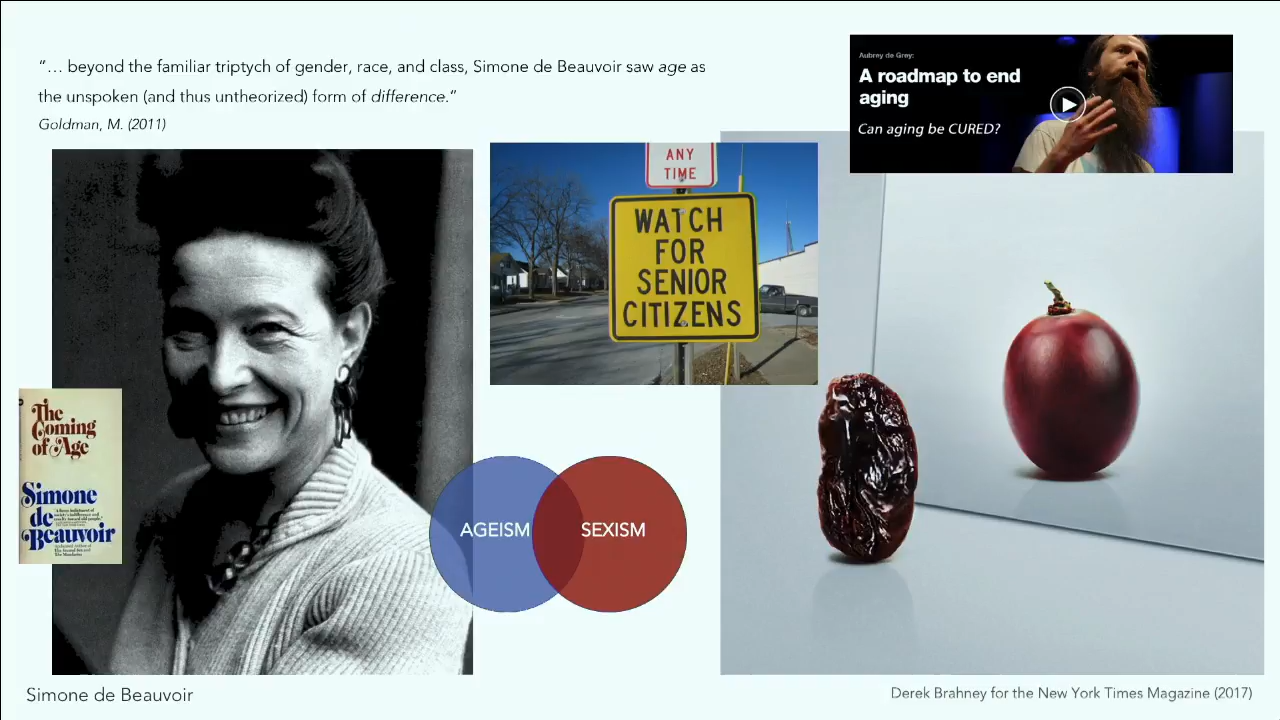 “… beyond the familiar triptych of gender, race, and class, Simone de Beauvoir saw age as
the unspoken (and thus untheorized) form of difference.”
Goldman, M. (2011)
Aubrey de Grey:
A roadmap to end
aging
Can aging be CURED?
ANY
TIME
WATCH
FOR
SENIOR
CITIZENS
The
Coming
of Age
Simone
de
Beauvoir
AGEISM
SEXISM
Simone de Beauvoir
Derek Brahney for the New York Times Magazine (2017)